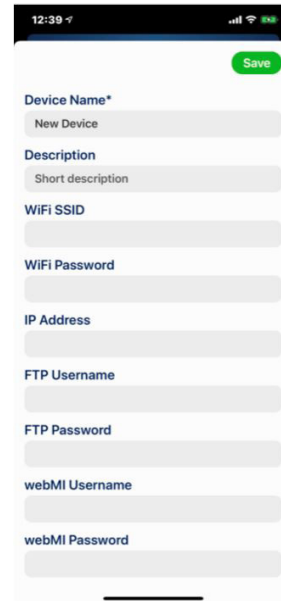 12:39
Save
Device Name*
New Device
Description
Short description
WiFi SSID
WiFi Password
IP Address
FTP Username
FTP Password
webMI Username
webMI Password